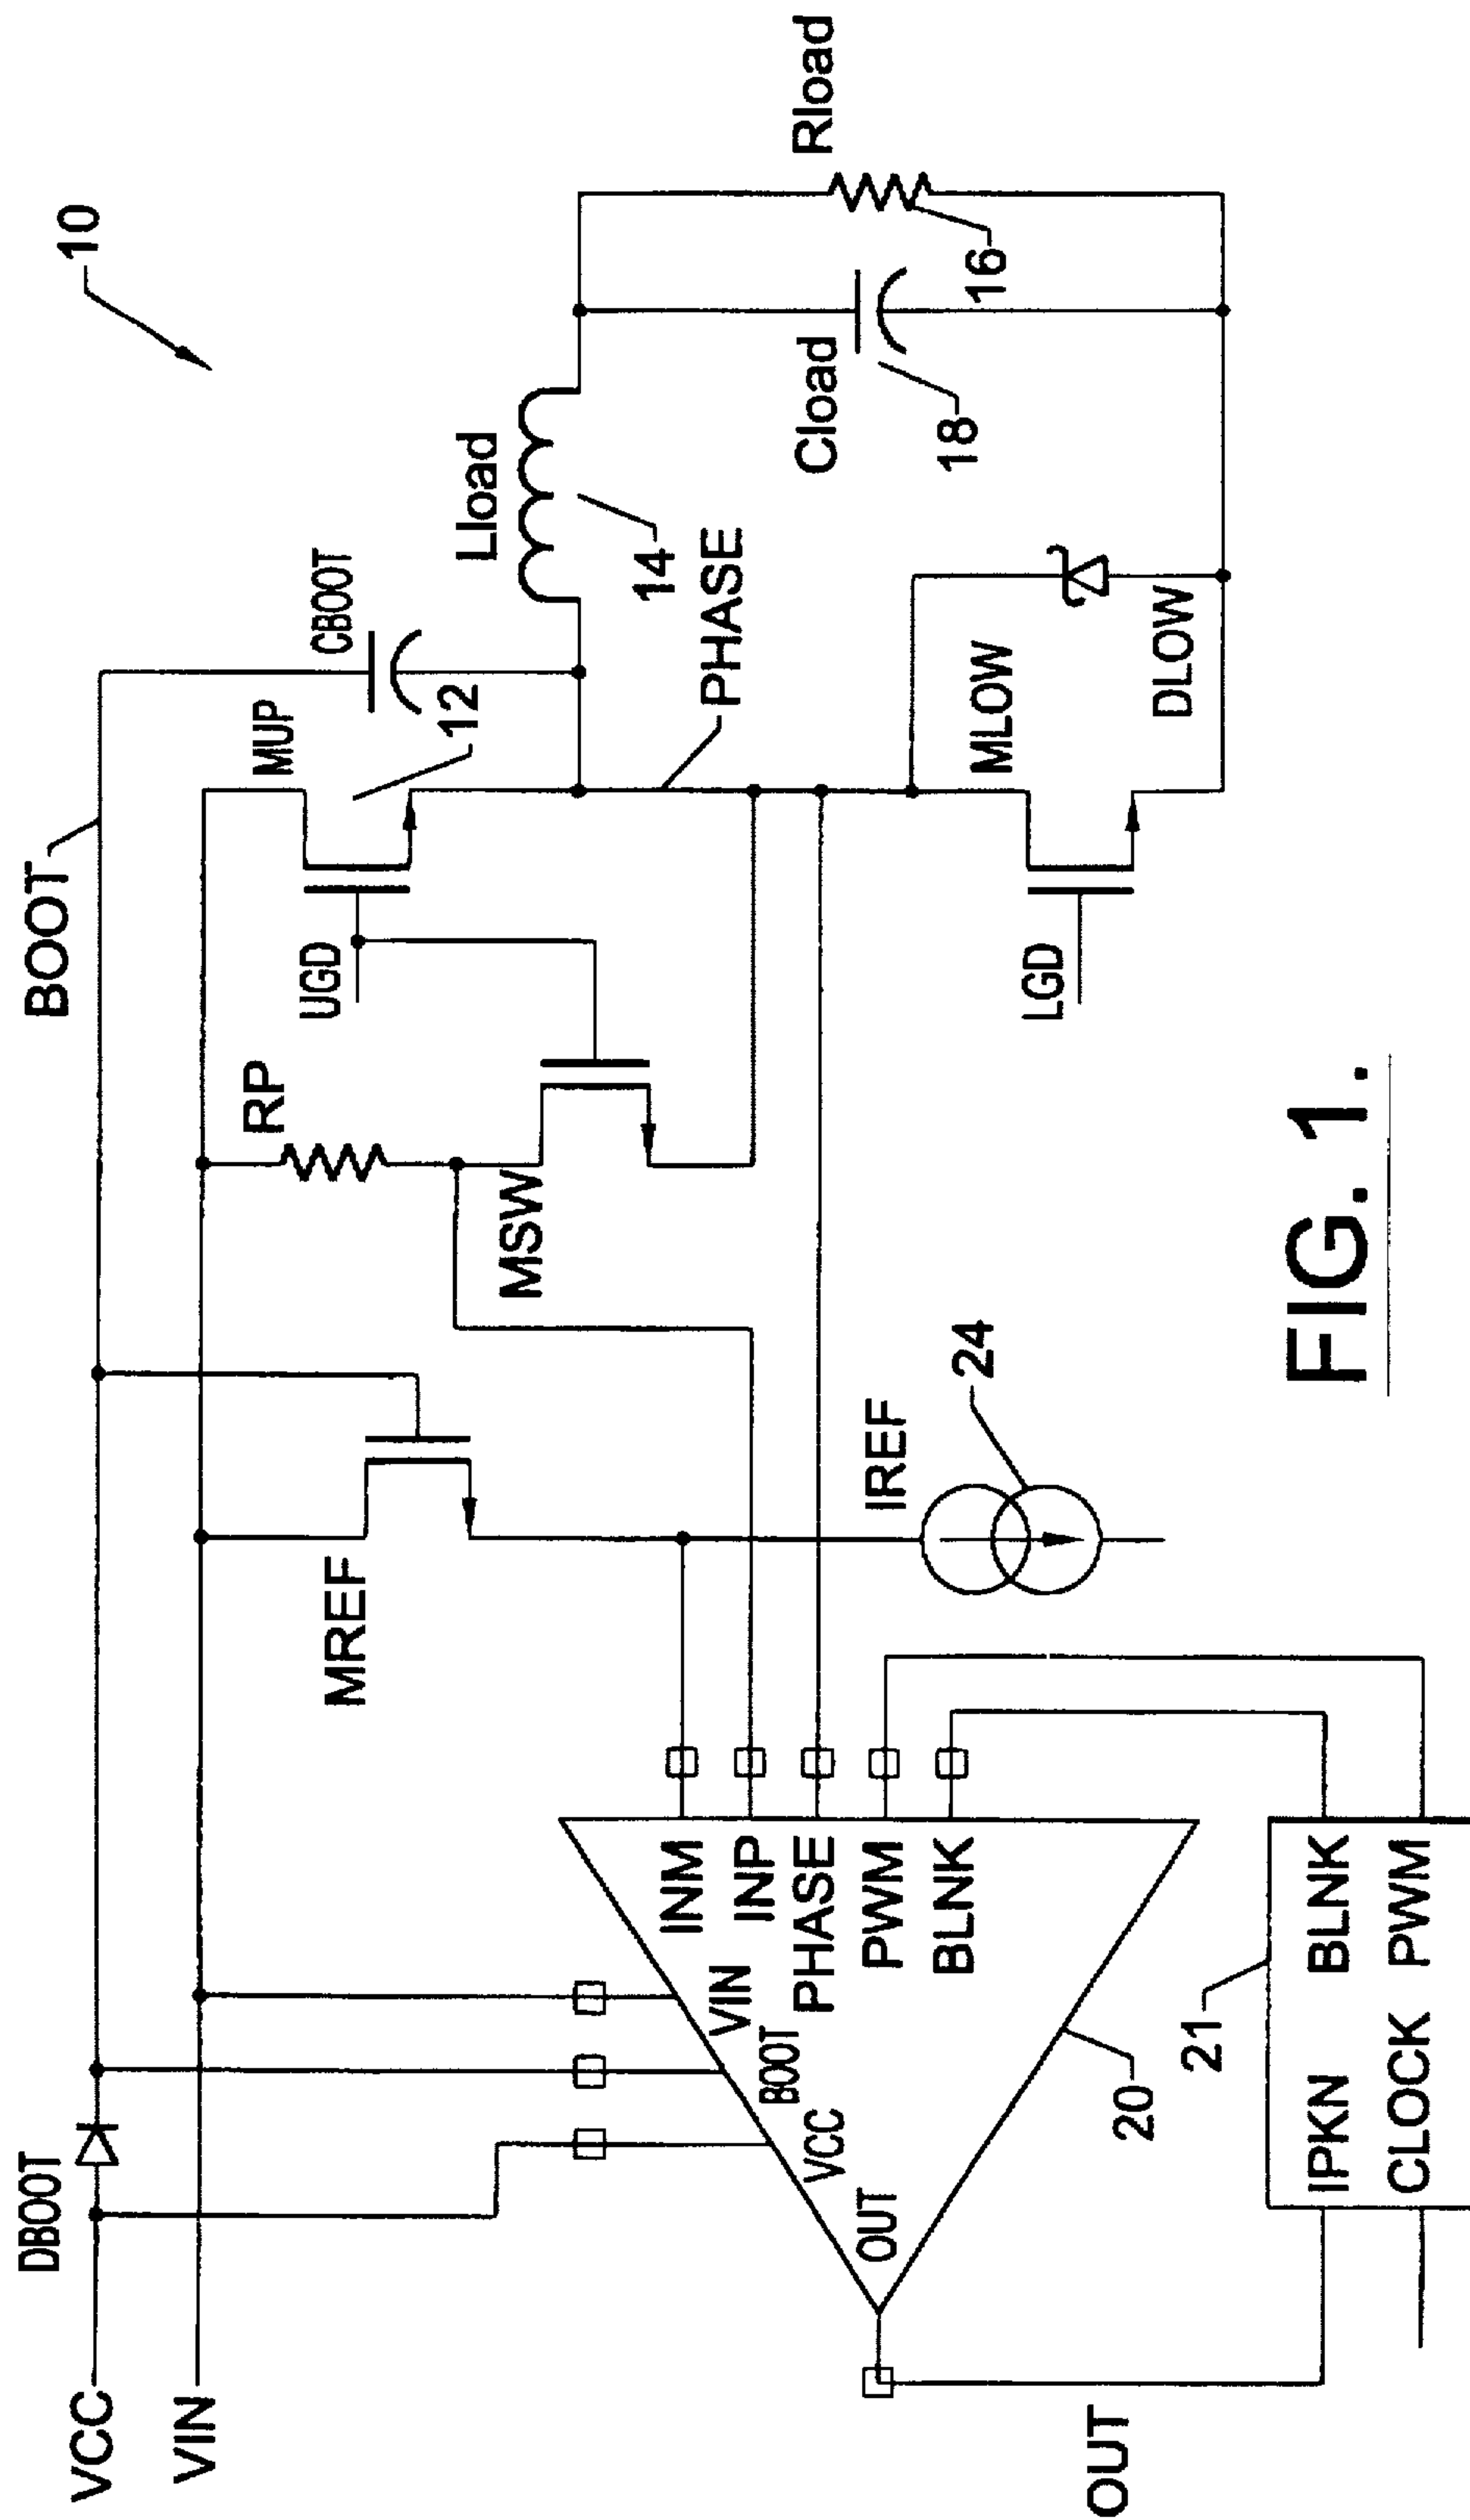 10
BOOT
CBOOT
Lload
MUP
12
14
PHASE
Rload
Cload
16
18
MLOW
DLOW
UGD
LGD
RP
MSW
MREF
IREF
24
DBOOT
VCC
VIN
INM
INP
PHASE
PWM
BLNK
VIN
BOOT
VCC
OUT
20
OUT
21
IPKN
BLNK
CLOCK
PWM
FIG. 1.